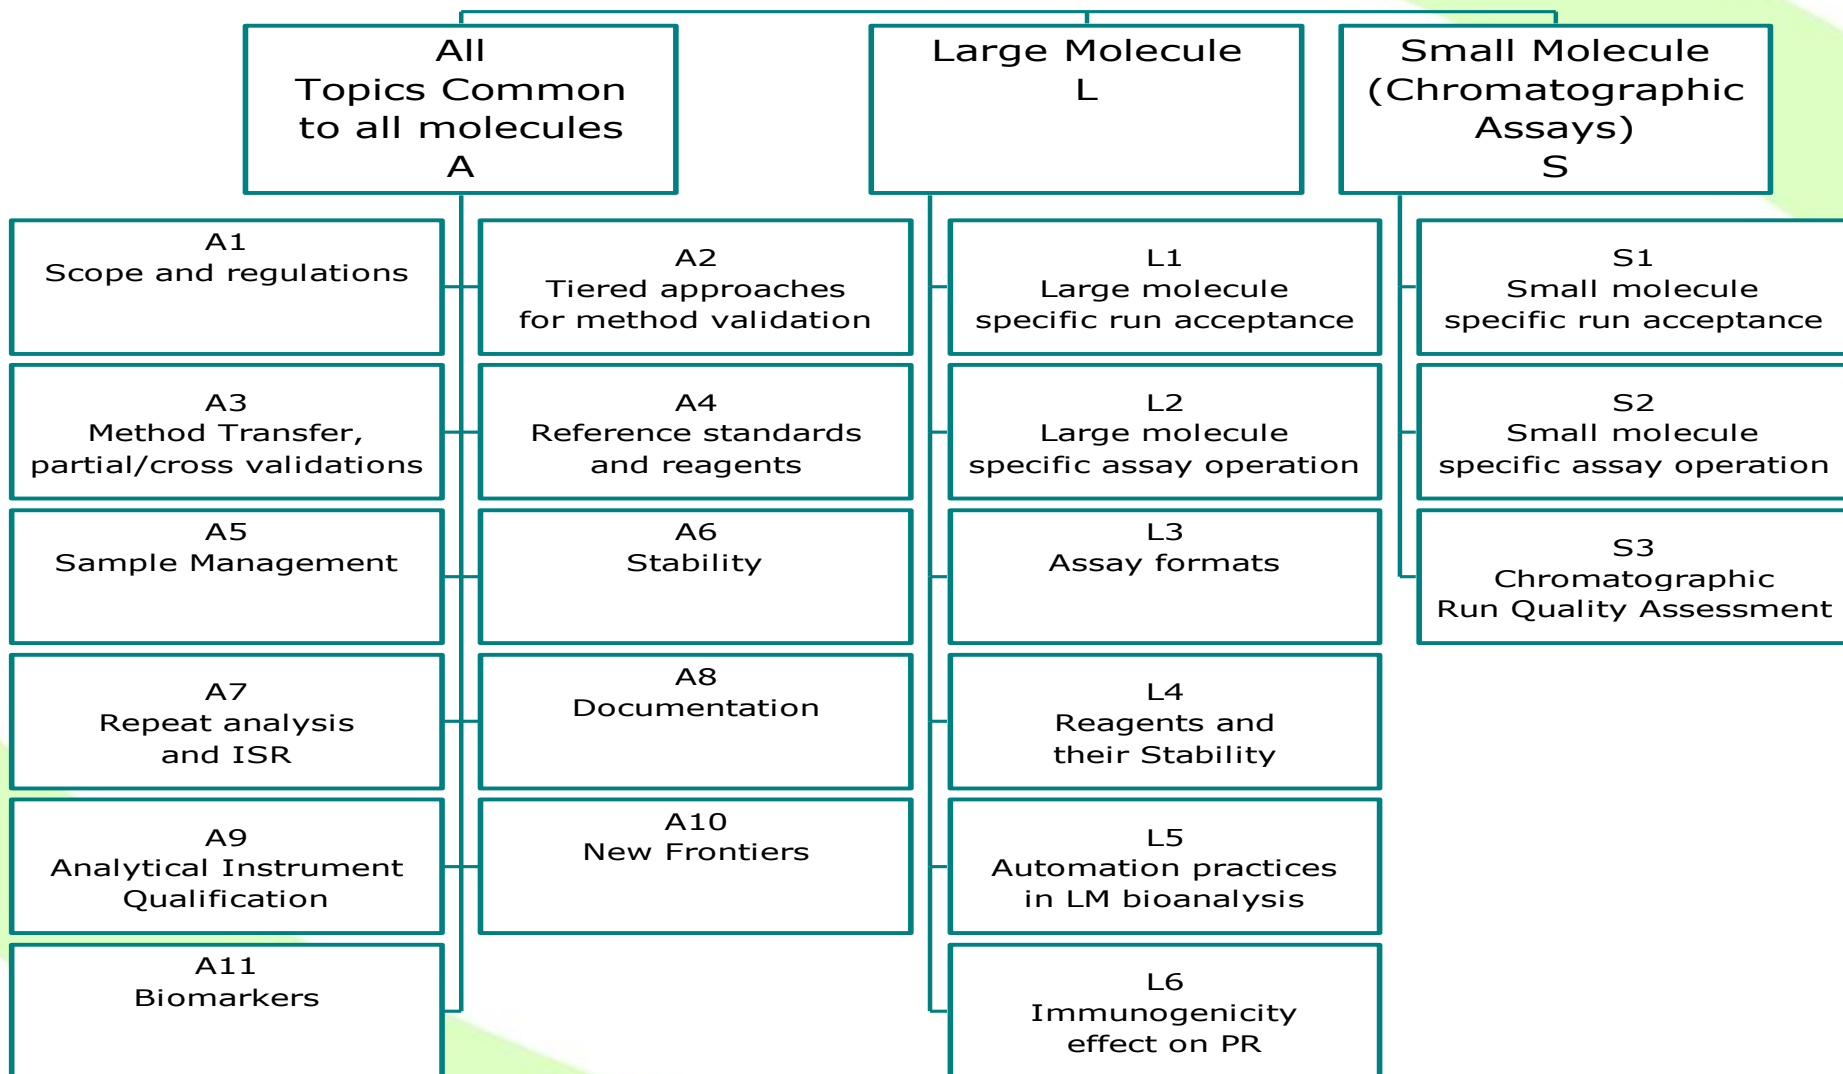 All
Topics Common
to all molecules
A
Large Molecule
L
Small Molecule
(Chromatographic
Assays)
S
A1
Scope and regulations
A2
Tiered approaches
for method validation
L1
Large molecule
specific run acceptance
S1
Small molecule
specific run acceptance
A3
Method Transfer,
partial/cross validations
A4
Reference standards
and reagents
L2
Large molecule
specific assay operation
S2
Small molecule
specific assay operation
A5
Sample Management
A6
Stability
L3
Assay formats
S3
Chromatographic
Run Quality Assessment
A7
Repeat analysis
and ISR
A8
Documentation
L4
Reagents and
their Stability
A9
Analytical Instrument
Qualification
A10
New Frontiers
L5
Automation practices
in LM bioanalysis
A11
Biomarkers
L6
Immunogenicity
effect on PR